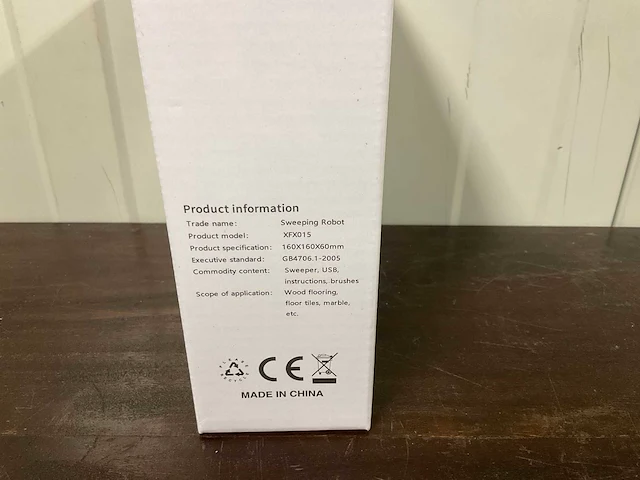 Product information
Trade name: Sweeping Robot
Product model: XFX015
Product specification: 160X160X60mm
Executive standard: GB4706.1-2005
Commodity content: Sweeper, USB,
instructions, brushes
Scope of application: Wood flooring,
floor tiles, marble,
etc.
CE
MADE IN CHINA